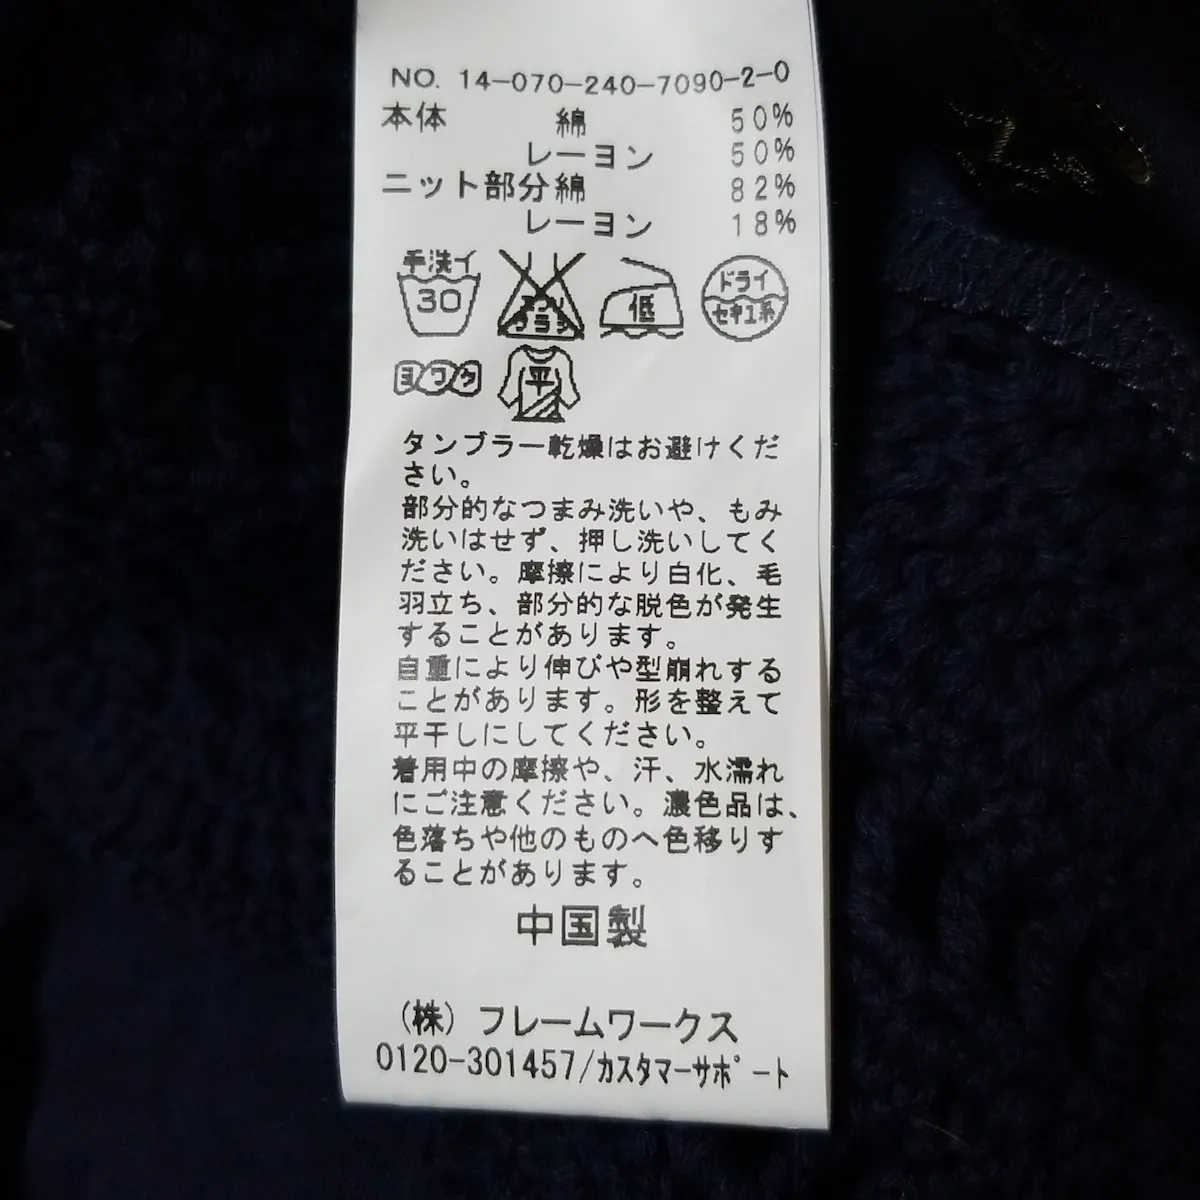 NO. 14-070-240-7090-2-0
本体 綿 50%
レーヨン 50%
ニット部分綿 82%
レーヨン 18%
手洗イ 30 エンソ 低 ドライ
サラシ セキユ系
ヨワク 平
タンブラー乾燥はお避けくだ
さい。
部分的なつまみ洗いや、もみ
洗いはせず、押し洗いしてく
ださい。摩擦により白化、毛
羽立ち、部分的な脱色が発生
することがあります。
自重により伸びや型崩れする
ことがあります。形を整えて
平干しにしてください。
着用中の摩擦や、汗、水濡れ
にご注意ください。濃色品は、
色落ちや他のものへ色移りす
ることがあります。
中国製
(株) フレームワークス
0120-301457/カスタマーサポート